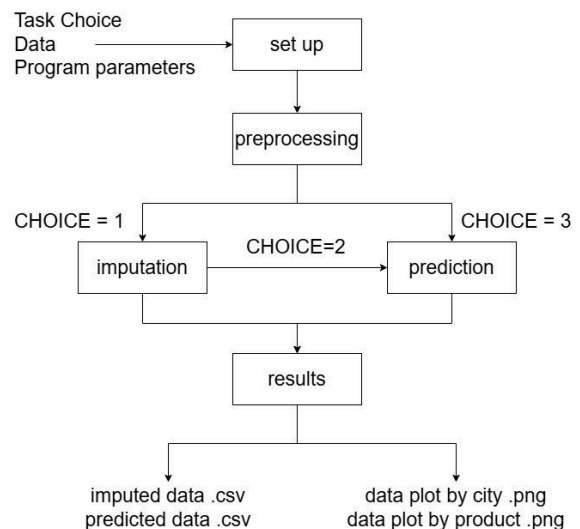 Task Choice
Data
Program parameters
set up
preprocessing
CHOICE = 1
CHOICE = 3
imputation
CHOICE=2
prediction
results
imputed data .csv
predicted data .csv
data plot by city .png
data plot by product .png